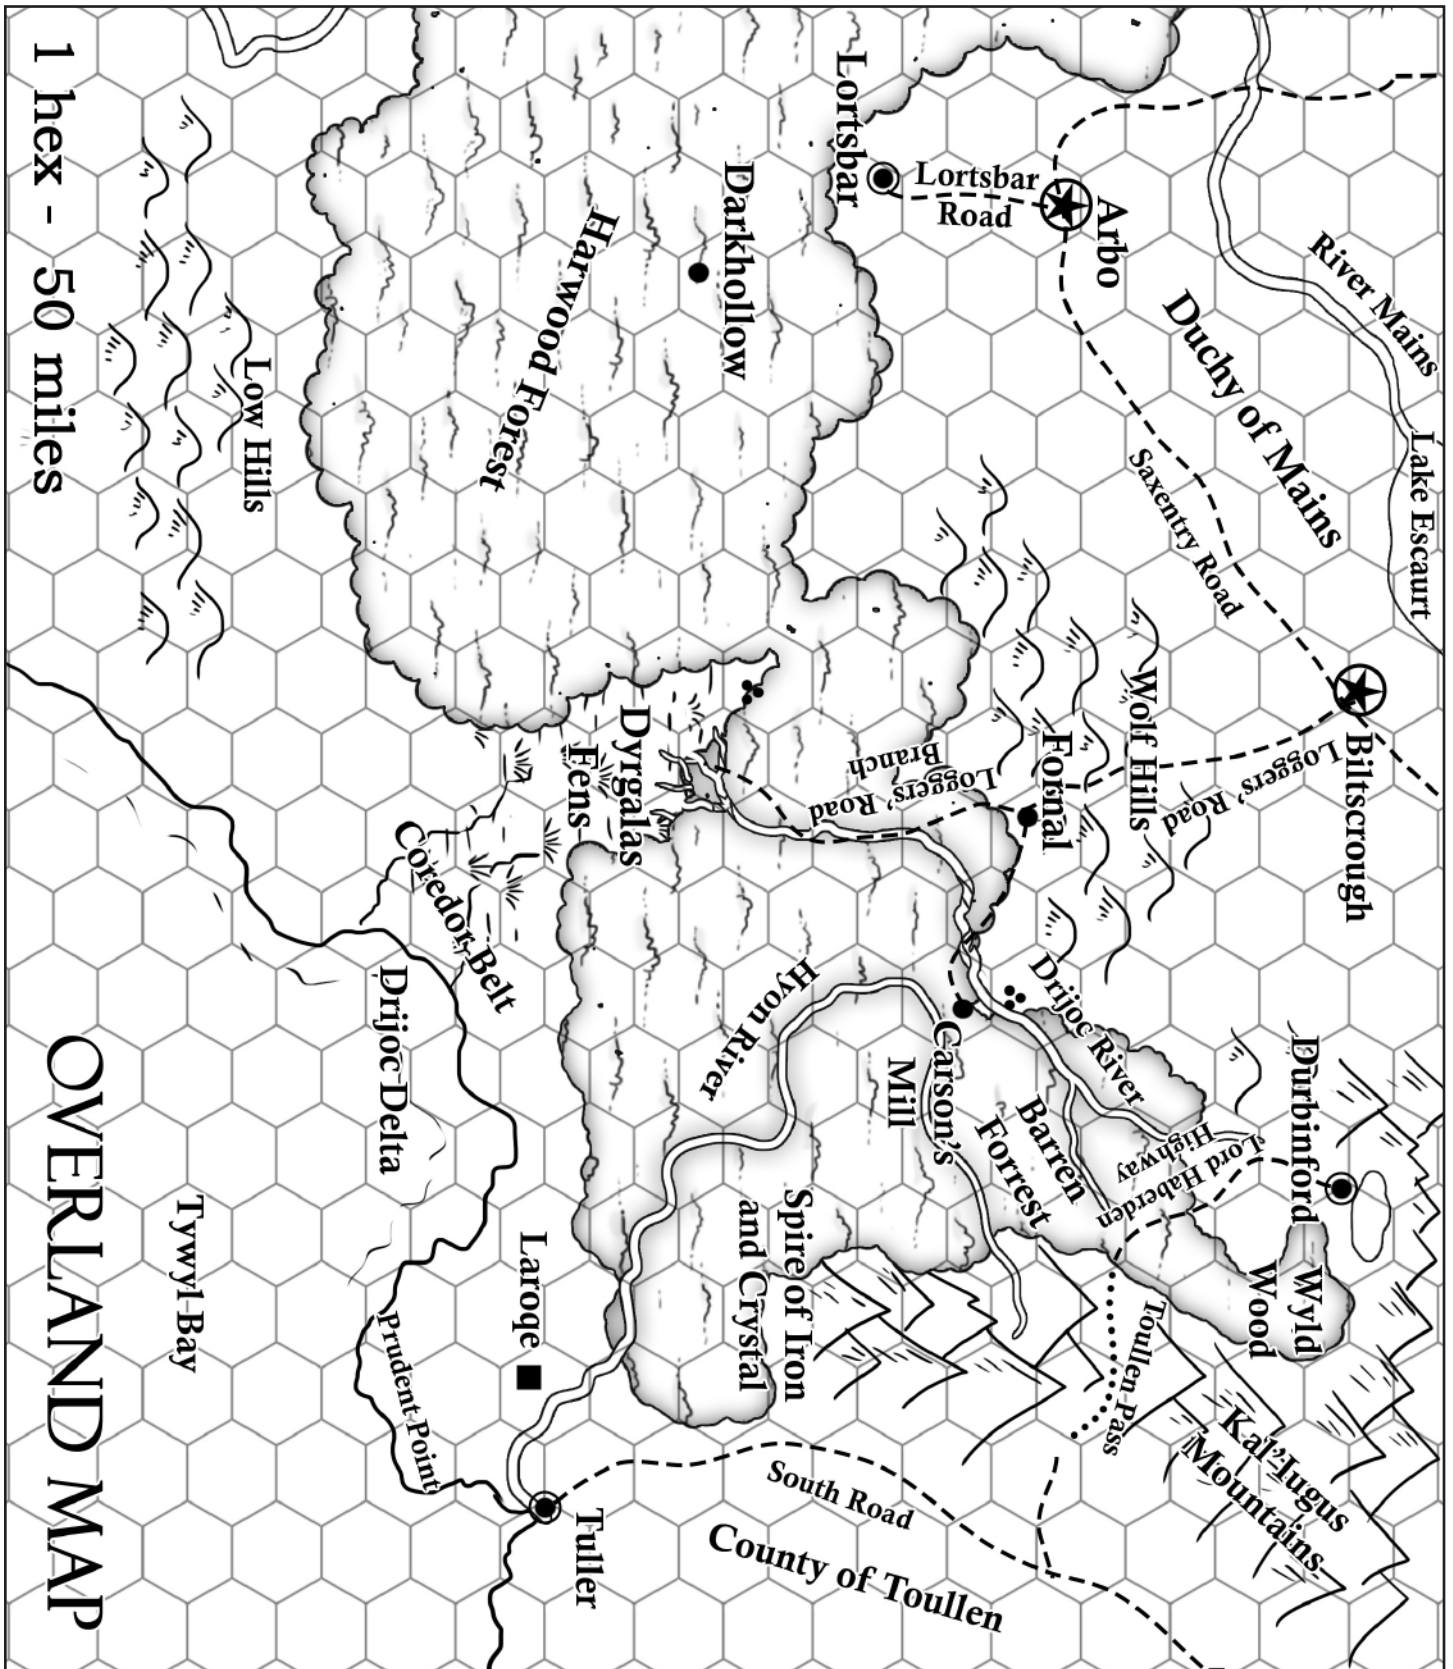 River Mains
Lake Escaurt
Arbo
Duchy of Mains
Saxentry Road
Biltscrough
Lortsbar
Lortsbar
Road
Darkhollow
Harwood Forest
Low Hills
Wolf Hills
Fornal
Loggers' Road
Loggers' Road
Branch
Dyrgalas
Fens
Coredor Belt
Drijoc Delta
Hyon River
Carson's
Mill
Drijoc River
Barren
Forrest
Durbinford
Lord Haberden
Highway
Wyld
Wood
Toullen Pass
Kal'Iugus
Mountains
Spire of Iron
and Crystal
South Road
County of Toullen
Laroqe
Tuller
Prudent Point
Tywyl Bay
1 hex - 50 miles
OVERLAND MAP